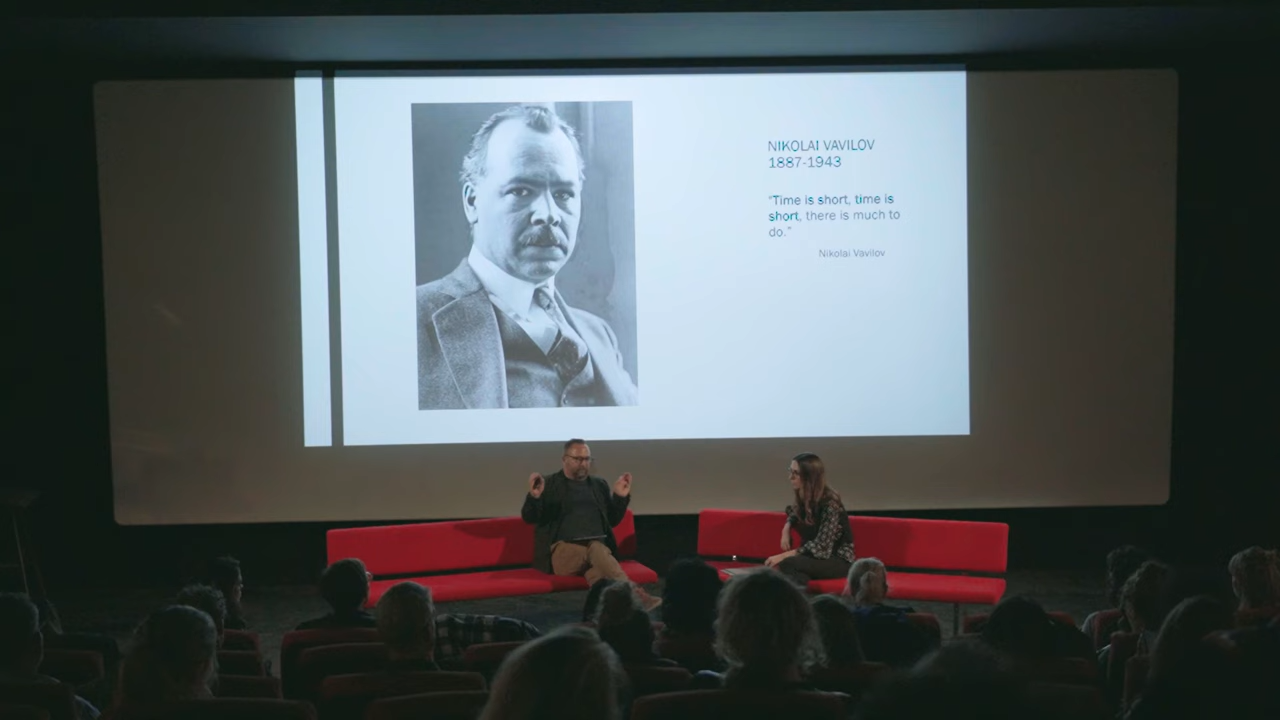 NIKOLAI VAVILOV
1887-1943
“Time is short, time is
short, there is much to
do.”
Nikolai Vavilov